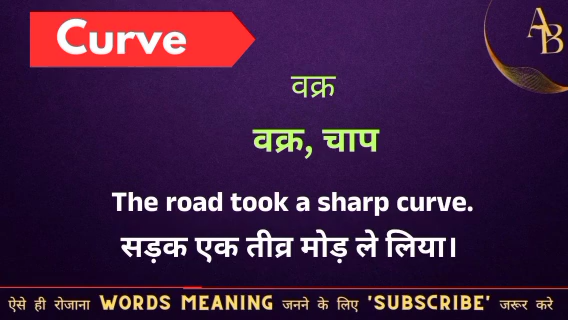 Curve
AB
वक्र
वक्र, चाप
The road took a sharp curve.
सड़क एक तीव्र मोड़ ले लिया।
ऐसे ही रोजाना WORDS MEANING जनने के लिए 'SUBSCRIBE' जरूर करे